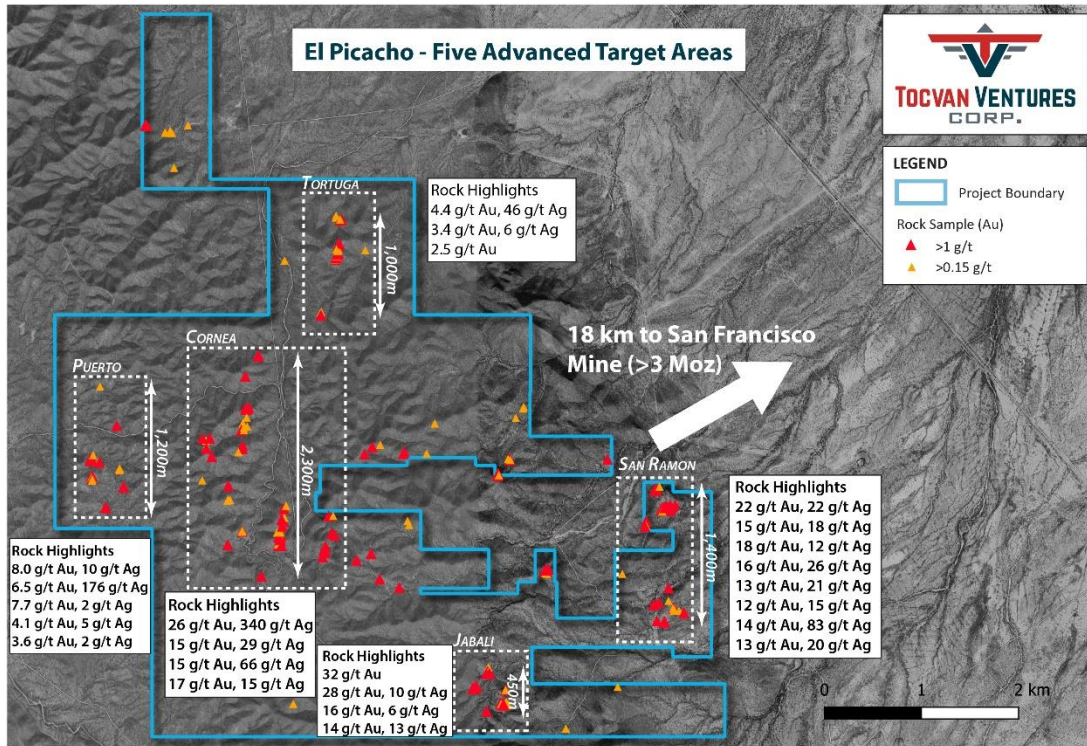 El Picacho - Five Advanced Target Areas
TOCVAN VENTURES
CORP.
LEGEND
Project Boundary
Rock Sample (Au)
>1 g/t
>0.15 g/t
TORTUGA
1,000m
Rock Highlights
4.4 g/t Au, 46 g/t Ag
3.4 g/t Au, 6 g/t Ag
2.5 g/t Au
18 km to San Francisco
Mine (>3 Moz)
CORNEA
2,300m
PUERTO
1,200m
SAN RAMON
1,400m
Rock Highlights
22 g/t Au, 22 g/t Ag
15 g/t Au, 18 g/t Ag
18 g/t Au, 12 g/t Ag
16 g/t Au, 26 g/t Ag
13 g/t Au, 21 g/t Ag
12 g/t Au, 15 g/t Ag
14 g/t Au, 83 g/t Ag
13 g/t Au, 20 g/t Ag
Rock Highlights
8.0 g/t Au, 10 g/t Ag
6.5 g/t Au, 176 g/t Ag
7.7 g/t Au, 2 g/t Ag
4.1 g/t Au, 5 g/t Ag
3.6 g/t Au, 2 g/t Ag
Rock Highlights
26 g/t Au, 340 g/t Ag
15 g/t Au, 29 g/t Ag
15 g/t Au, 66 g/t Ag
17 g/t Au, 15 g/t Ag
JABALI
450m
Rock Highlights
32 g/t Au
28 g/t Au, 10 g/t Ag
16 g/t Au, 6 g/t Ag
14 g/t Au, 13 g/t Ag
0 1 2 km